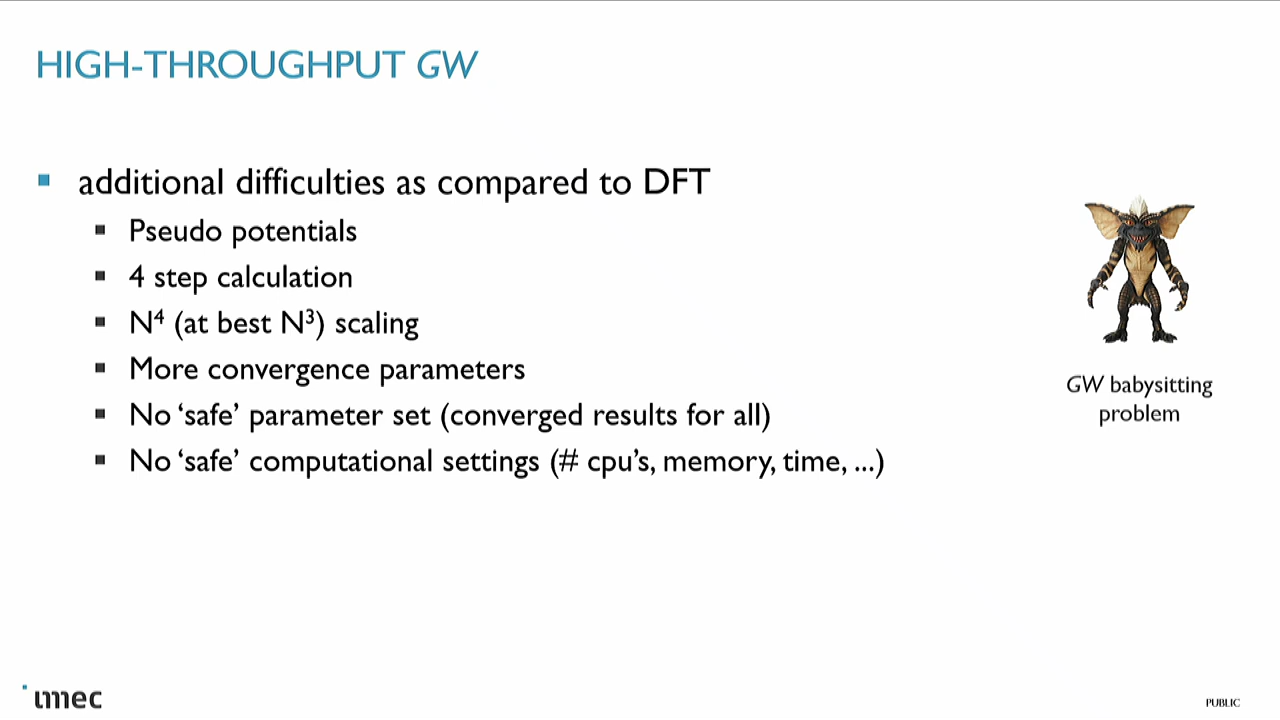 HIGH-THROUGHPUT GW
additional difficulties as compared to DFT
Pseudo potentials
4 step calculation
N⁴ (at best N³) scaling
More convergence parameters
No ‘safe’ parameter set (converged results for all)
No ‘safe’ computational settings (# cpu’s, memory, time, ...)
GW babysitting
problem
imec
PUBLIC